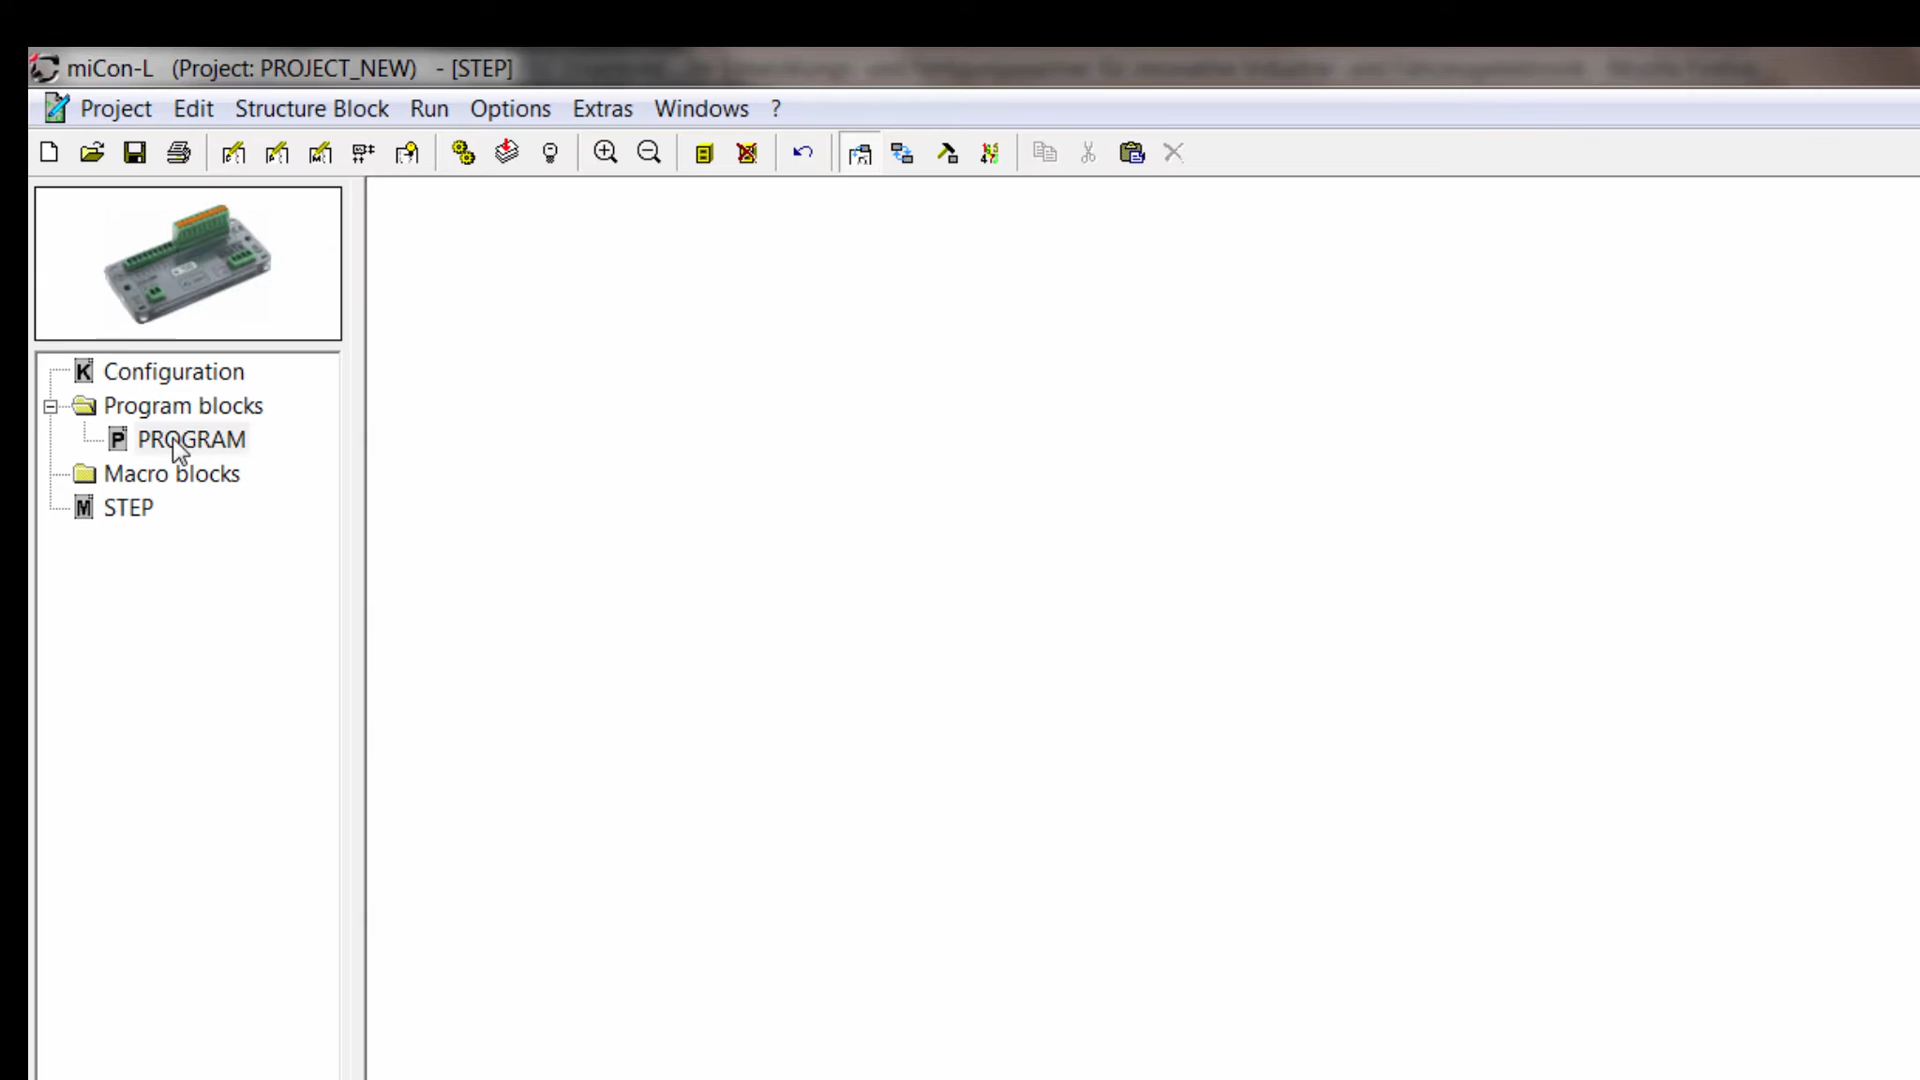 miCon-L (Project: PROJECT_NEW) - [STEP]
Project Edit Structure Block Run Options Extras Windows ?
K Configuration
Program blocks
P PROGRAM
Macro blocks
M STEP